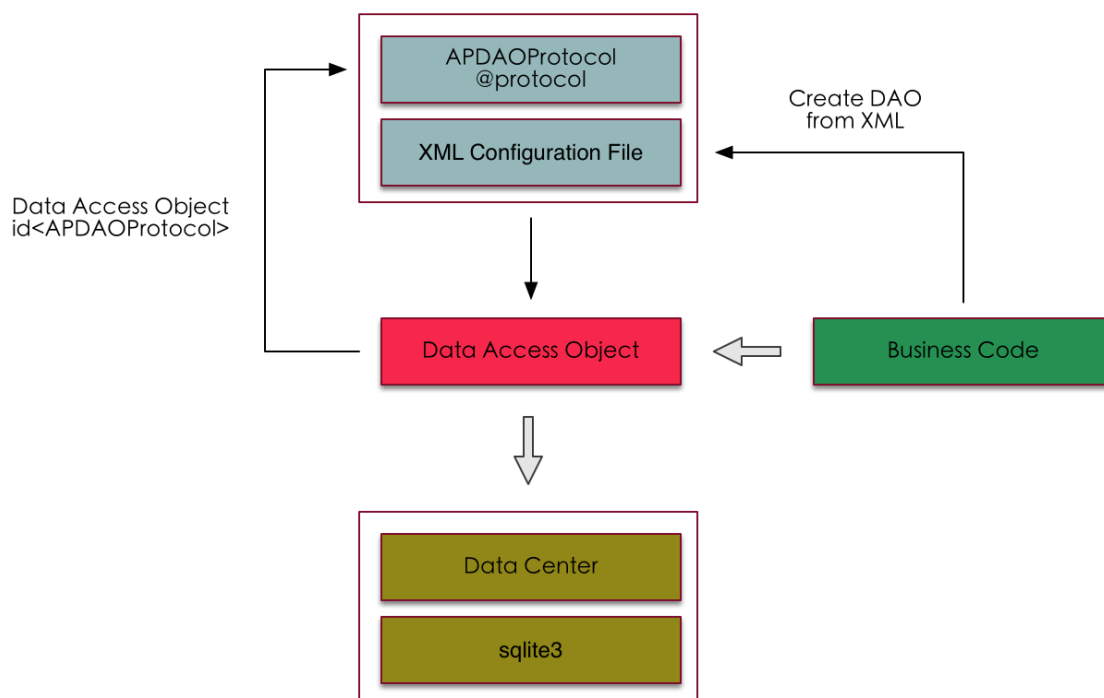 APDAOProtocol
@protocol
XML Configuration File
Create DAO
from XML
Data Access Object
id<APDAOProtocol>
Data Access Object
Business Code
Data Center
sqlite3